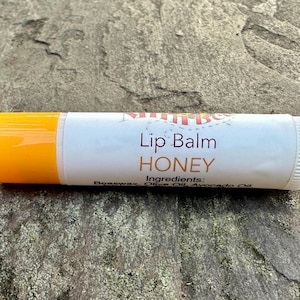 Lip Balm
HONEY
Ingredients:
Beeswax, Olive Oil, Avocado Oil